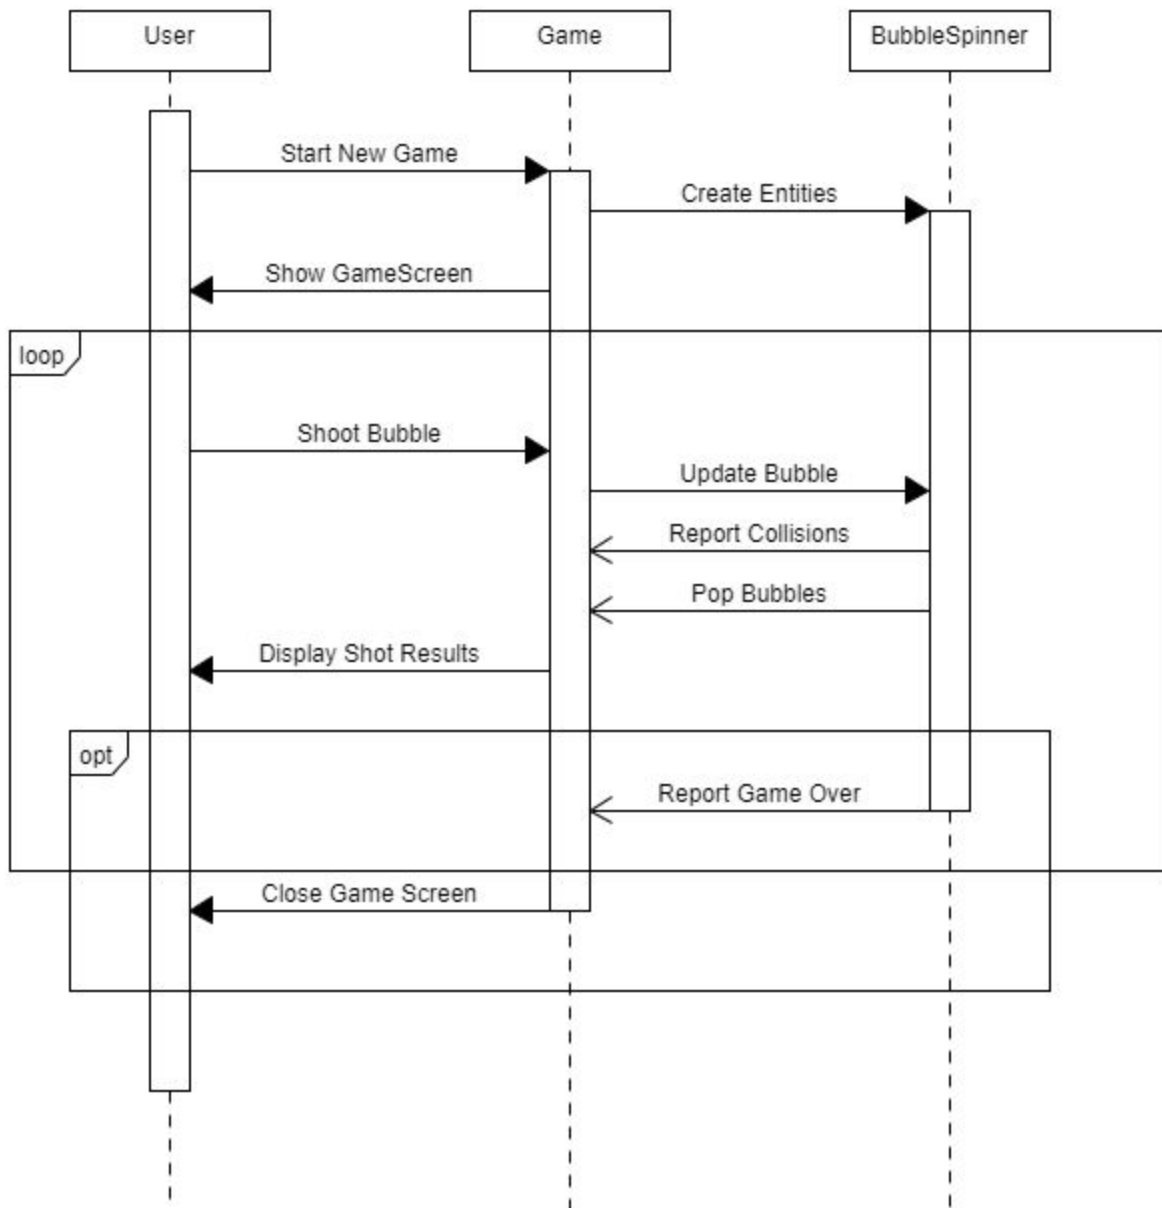 User
Game
BubbleSpinner
Start New Game
Create Entities
Show GameScreen
loop
Shoot Bubble
Update Bubble
Report Collisions
Pop Bubbles
Display Shot Results
opt
Report Game Over
Close Game Screen